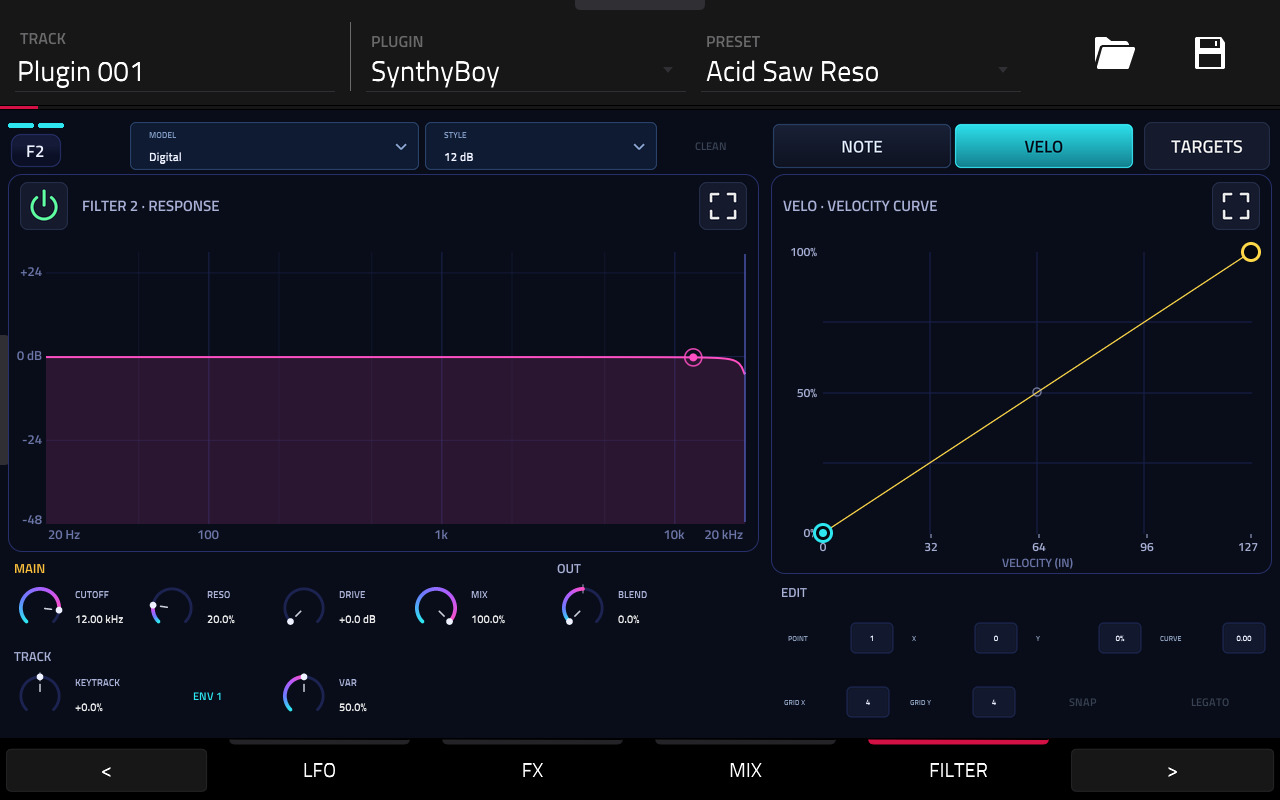 TRACK
Plugin 001
PLUGIN
SynthyBoy
PRESET
Acid Saw Reso
F2
MODEL
Digital
STYLE
12 dB
CLEAN
NOTE
VELO
TARGETS
FILTER 2 · RESPONSE
+24
0 dB
-24
-48
20 Hz
100
1k
10k
20 kHz
VELO · VELOCITY CURVE
100%
50%
0%
0
32
64
96
127
VELOCITY (IN)
MAIN
CUTOFF
12.00 kHz
RESO
20.0%
DRIVE
+0.0 dB
MIX
100.0%
OUT
BLEND
0.0%
TRACK
KEYTRACK
+0.0%
ENV 1
VAR
50.0%
EDIT
POINT
1
X
0
Y
0%
CURVE
0.00
GRID X
4
GRID Y
4
SNAP
LEGATO
<
LFO
FX
MIX
FILTER
>